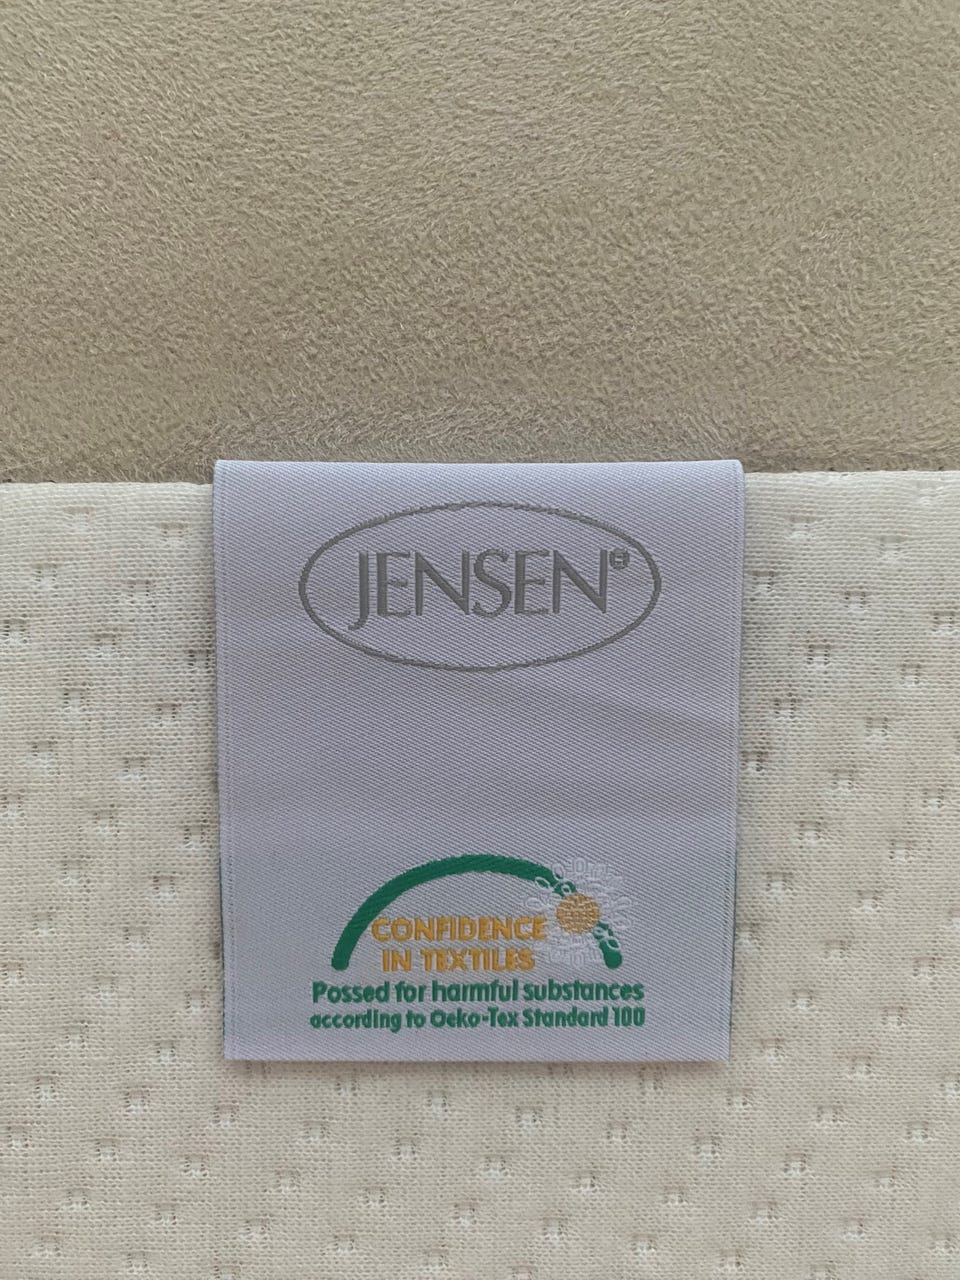 JENSEN®
CONFIDENCE
IN TEXTILES
Possed for harmful substances
according to Oeko-Tex Standard 100